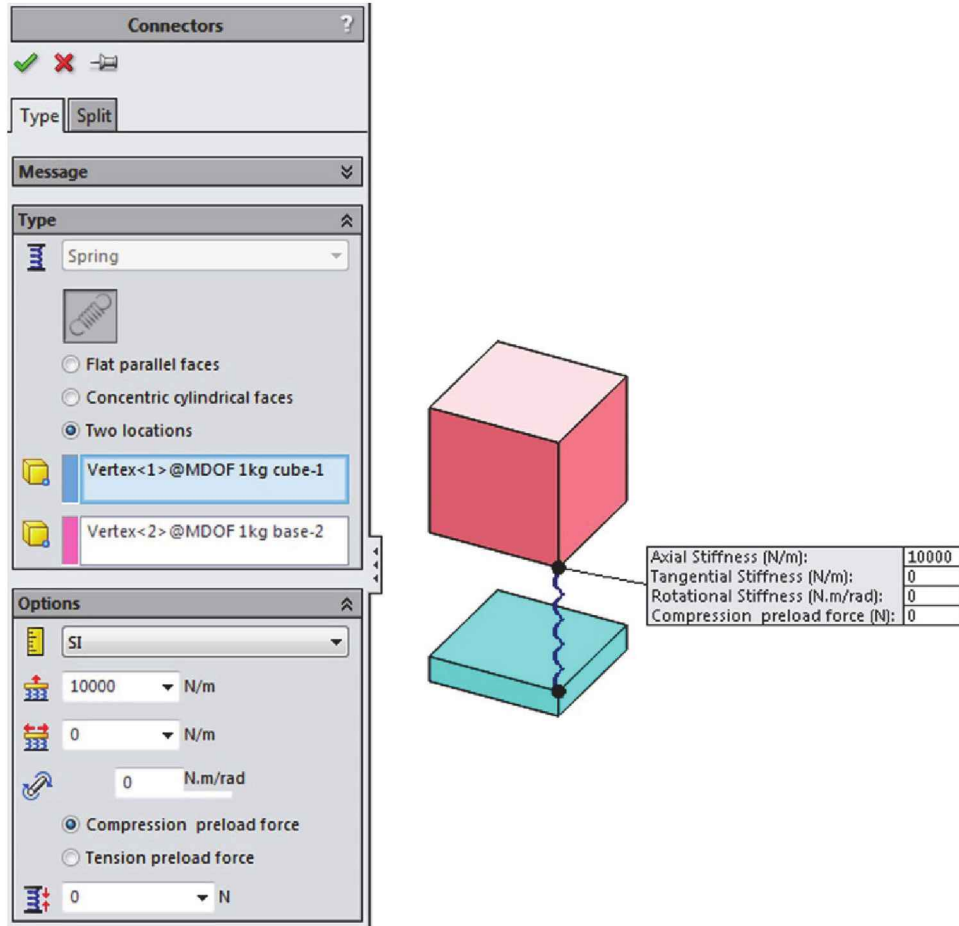 Connectors ?
Type Split
Message
Type
Spring
Flat parallel faces
Concentric cylindrical faces
Two locations
Vertex<1>@MDOF 1kg cube-1
Vertex<2>@MDOF 1kg base-2
Options
SI
10000 N/m
0 N/m
0 N.m/rad
Compression preload force
Tension preload force
0 N
Axial Stiffness (N/m): 10000
Tangential Stiffness (N/m): 0
Rotational Stiffness (N.m/rad): 0
Compression preload force (N): 0